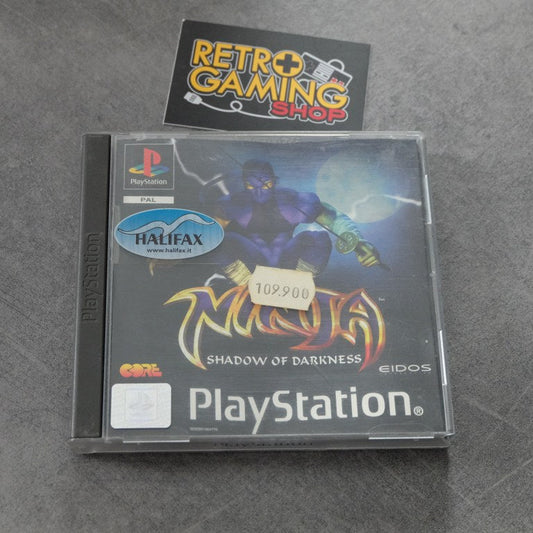 RETRO
GAMING
SHOP
PlayStation
PAL
HALIFAX
www.halifax.it
PlayStation
109.900
NINJA
SHADOW OF DARKNESS
CORE
EIDOS
PlayStation®